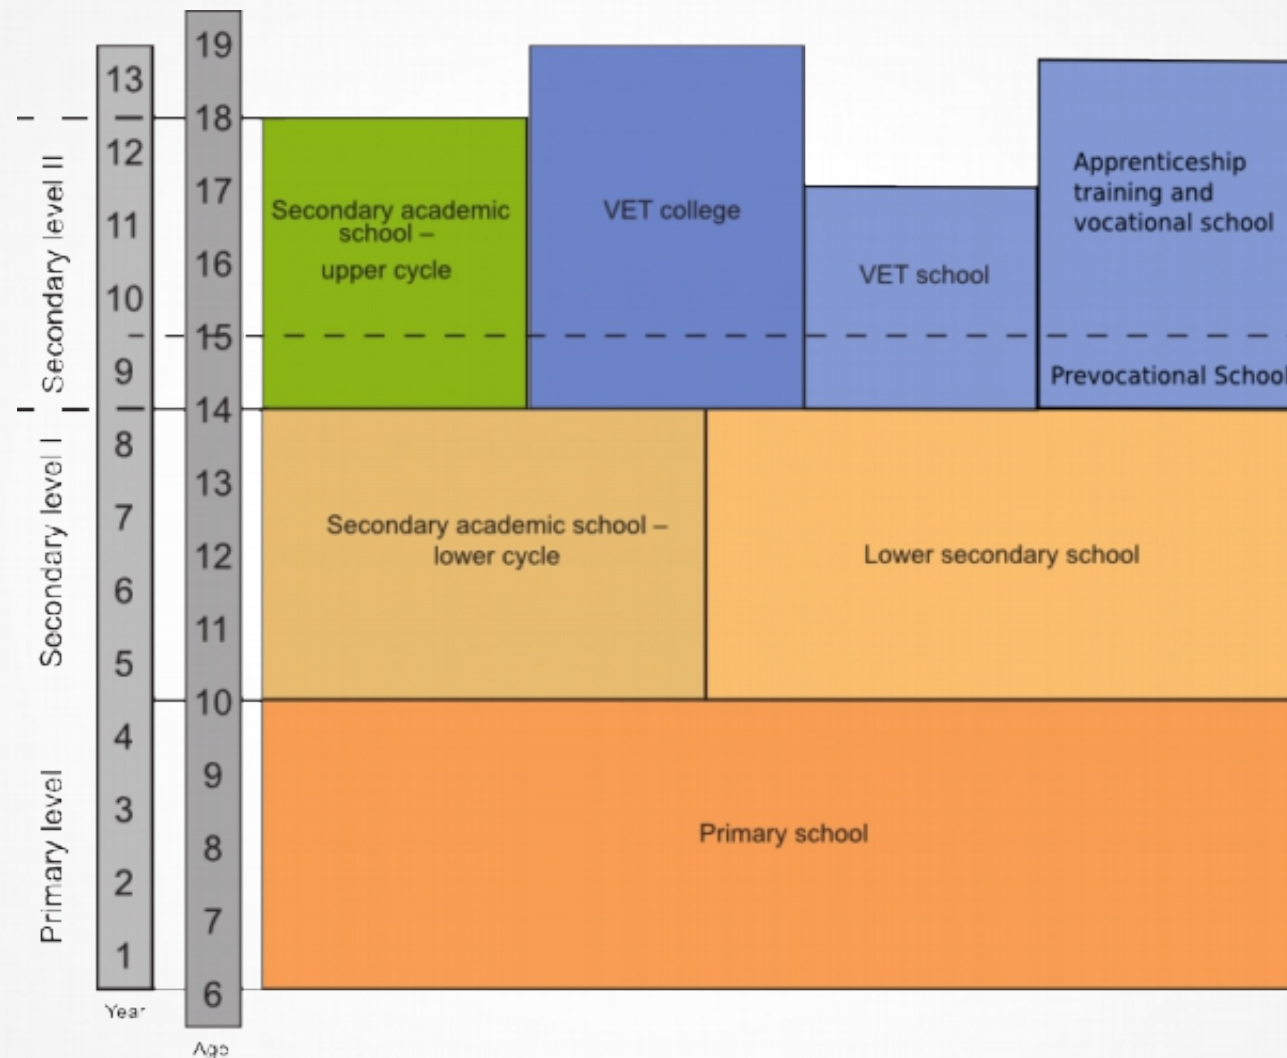 19
13
18
12
17
11
16
10
15
9
14
8
13
7
12
6
11
5
10
4
9
3
8
2
7
1
6
Year
Age
Secondary level II
Secondary level I
Primary level
Secondary academic
school –
upper cycle
VET college
VET school
Apprenticeship
training and
vocational school
Prevocational School
Secondary academic school –
lower cycle
Lower secondary school
Primary school